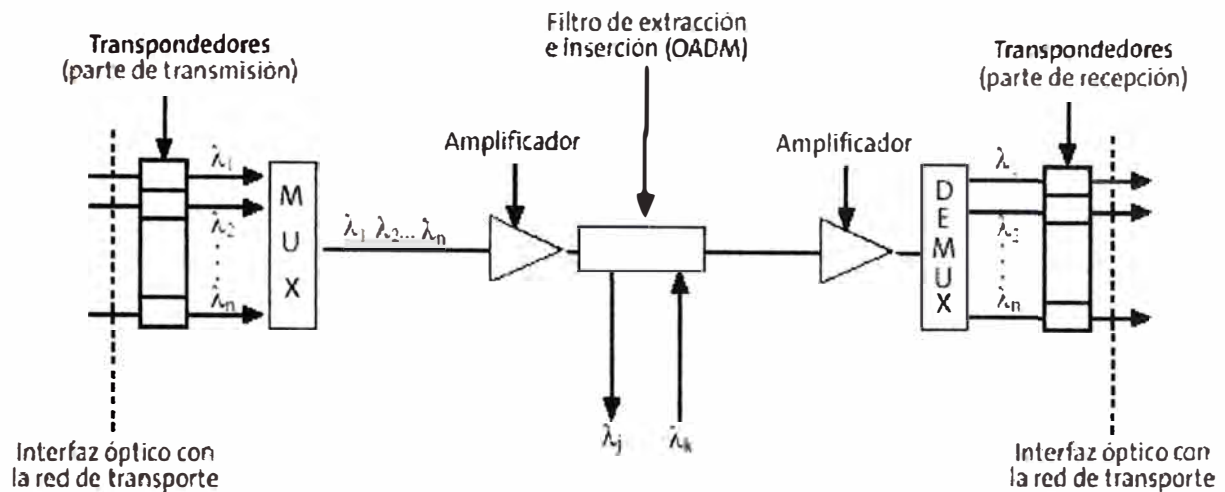 Filtro de extracción
e inserción (OADM)
Transpondedores
(parte de transmisión)
Transpondedores
(parte de recepción)
Amplificador
Amplificador
λ1
λ2
λn
MUX
λ1 λ2... λn
DEMUX
λ
λ2
λn
λj
λk
Interfaz óptico con
la red de transporte
Interfaz óptico con
la red de transporte